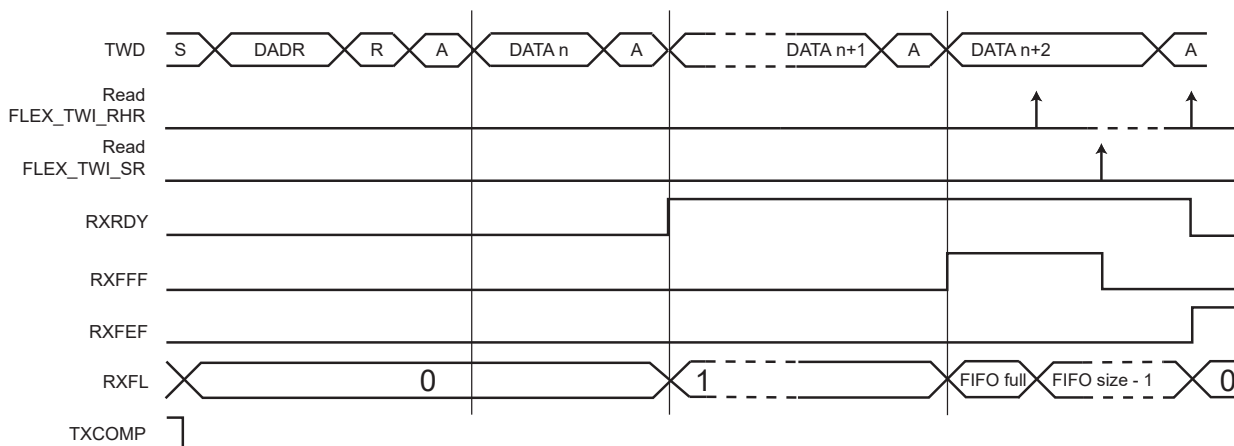 TWD S DADR R A DATA n A DATA n+1 A DATA n+2 A
Read
FLEX_TWI_RHR
Read
FLEX_TWI_SR
RXRDY
RXFFF
RXFEF
RXFL 0 1 FIFO full FIFO size - 1 0
TXCOMP